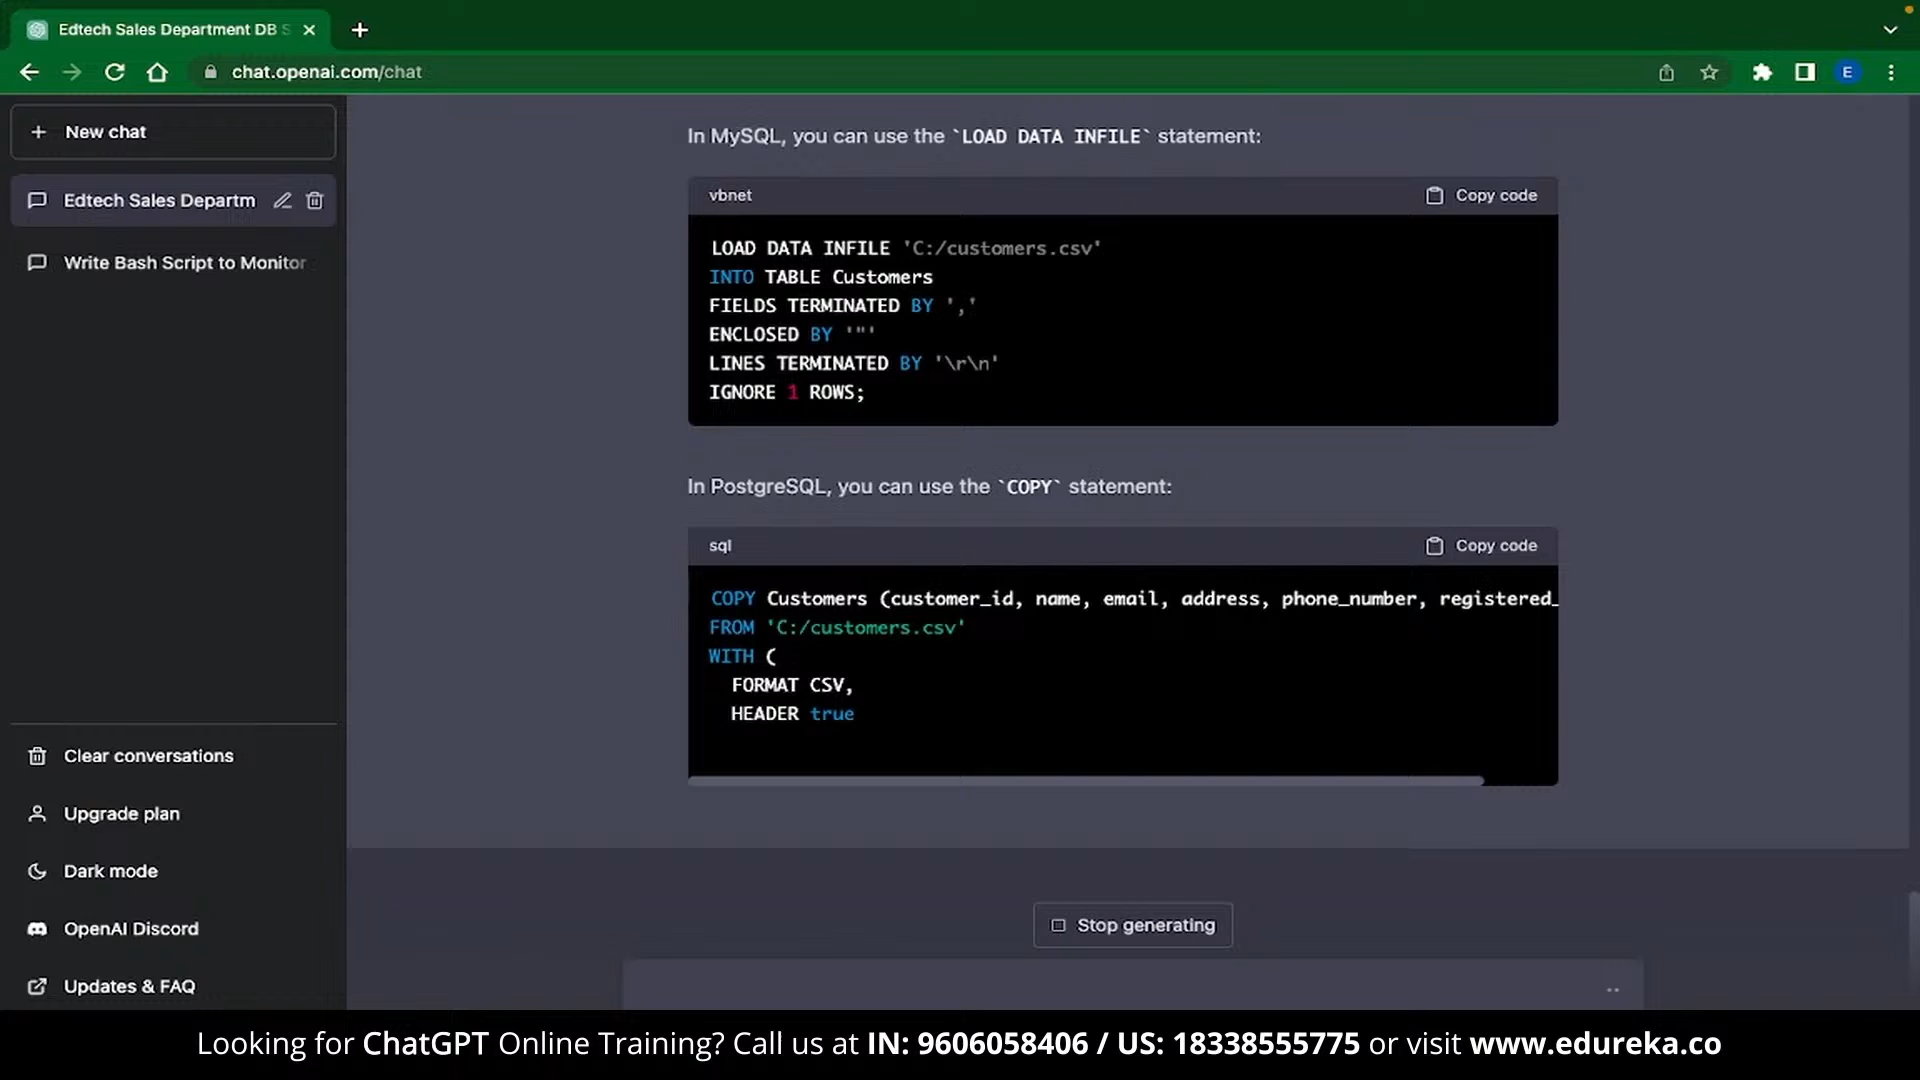 Edtech Sales Department DB S
chat.openai.com/chat
E
New chat
Edtech Sales Departm
Write Bash Script to Monitor
Clear conversations
Upgrade plan
Dark mode
OpenAI Discord
Updates & FAQ
In MySQL, you can use the `LOAD DATA INFILE` statement:
vbnet
Copy code
LOAD DATA INFILE 'C:/customers.csv'
INTO TABLE Customers
FIELDS TERMINATED BY ','
ENCLOSED BY '"'
LINES TERMINATED BY '\r\n'
IGNORE 1 ROWS;
In PostgreSQL, you can use the `COPY` statement:
sql
Copy code
COPY Customers (customer_id, name, email, address, phone_number, registered_
FROM 'C:/customers.csv'
WITH (
FORMAT CSV,
HEADER true
Stop generating
Looking for ChatGPT Online Training? Call us at IN: 9606058406 / US: 18338555775 or visit www.edureka.co